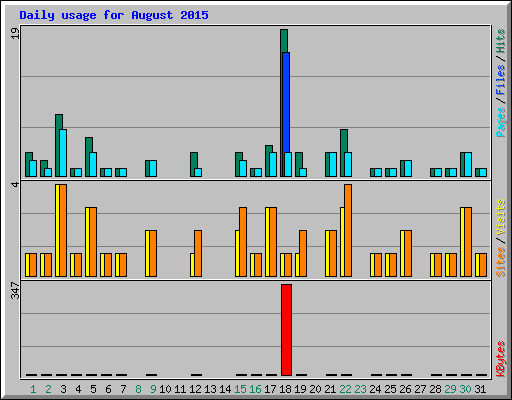 Daily usage for August 2015
19
Pages / Files / Hits
4
Sites / Visits
347
KBytes
1 2 3 4 5 6 7 8 9 10 11 12 13 14 15 16 17 18 19 20 21 22 23 24 25 26 27 28 29 30 31